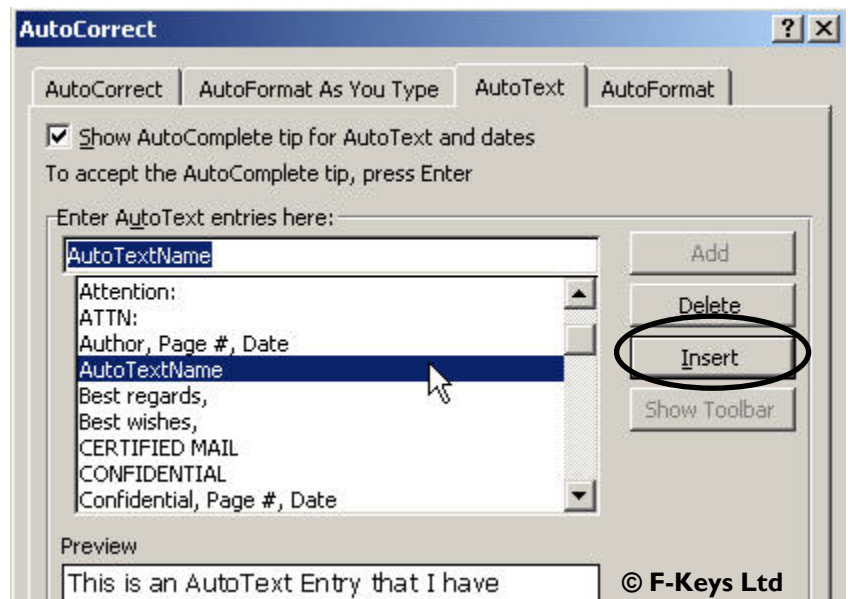 AutoCorrect
AutoCorrect AutoFormat As You Type AutoText AutoFormat
Show AutoComplete tip for AutoText and dates
To accept the AutoComplete tip, press Enter
Enter AutoText entries here:
AutoTextName
Add
Attention:
ATTN:
Author, Page #, Date
AutoTextName
Best regards,
Best wishes,
CERTIFIED MAIL
CONFIDENTIAL
Confidential, Page #, Date
Delete
Insert
Show Toolbar
Preview
This is an AutoText Entry that I have
© F-Keys Ltd